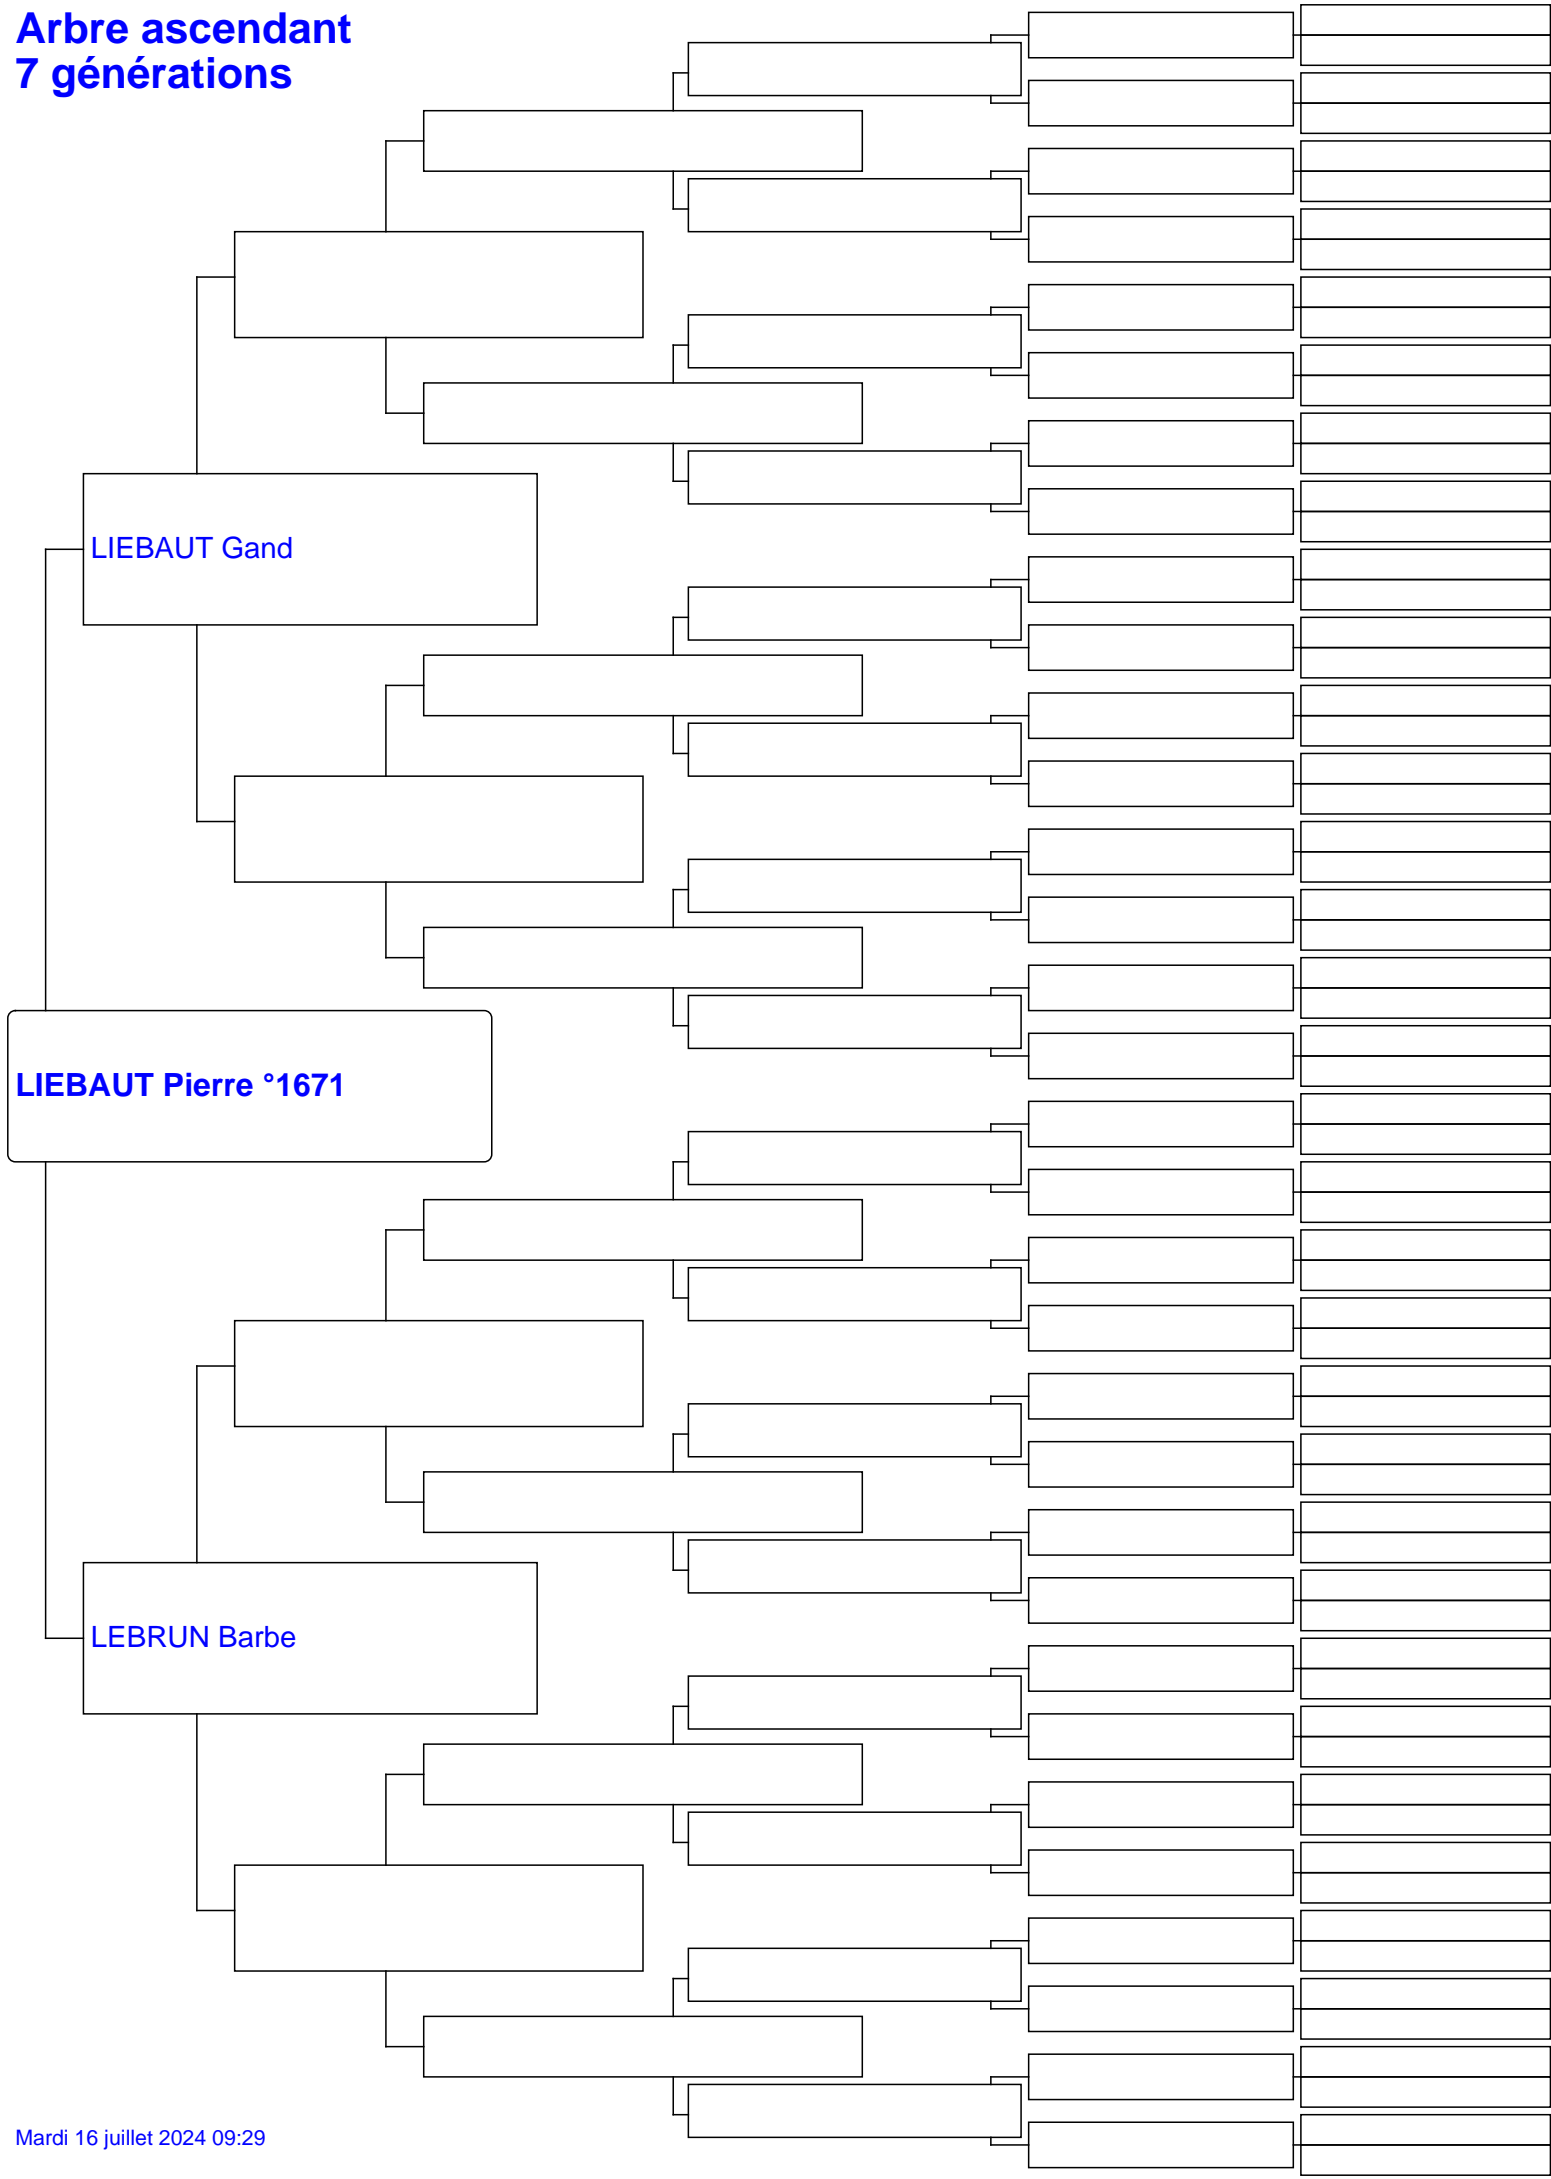 Arbre ascendant
7 générations
LIEBAUT Gand
LIEBAUT Pierre °1671
LEBRUN Barbe
Mardi 16 juillet 2024 09:29